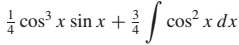 ¼ cos³ x sin x + ¾ ∫ cos² x dx